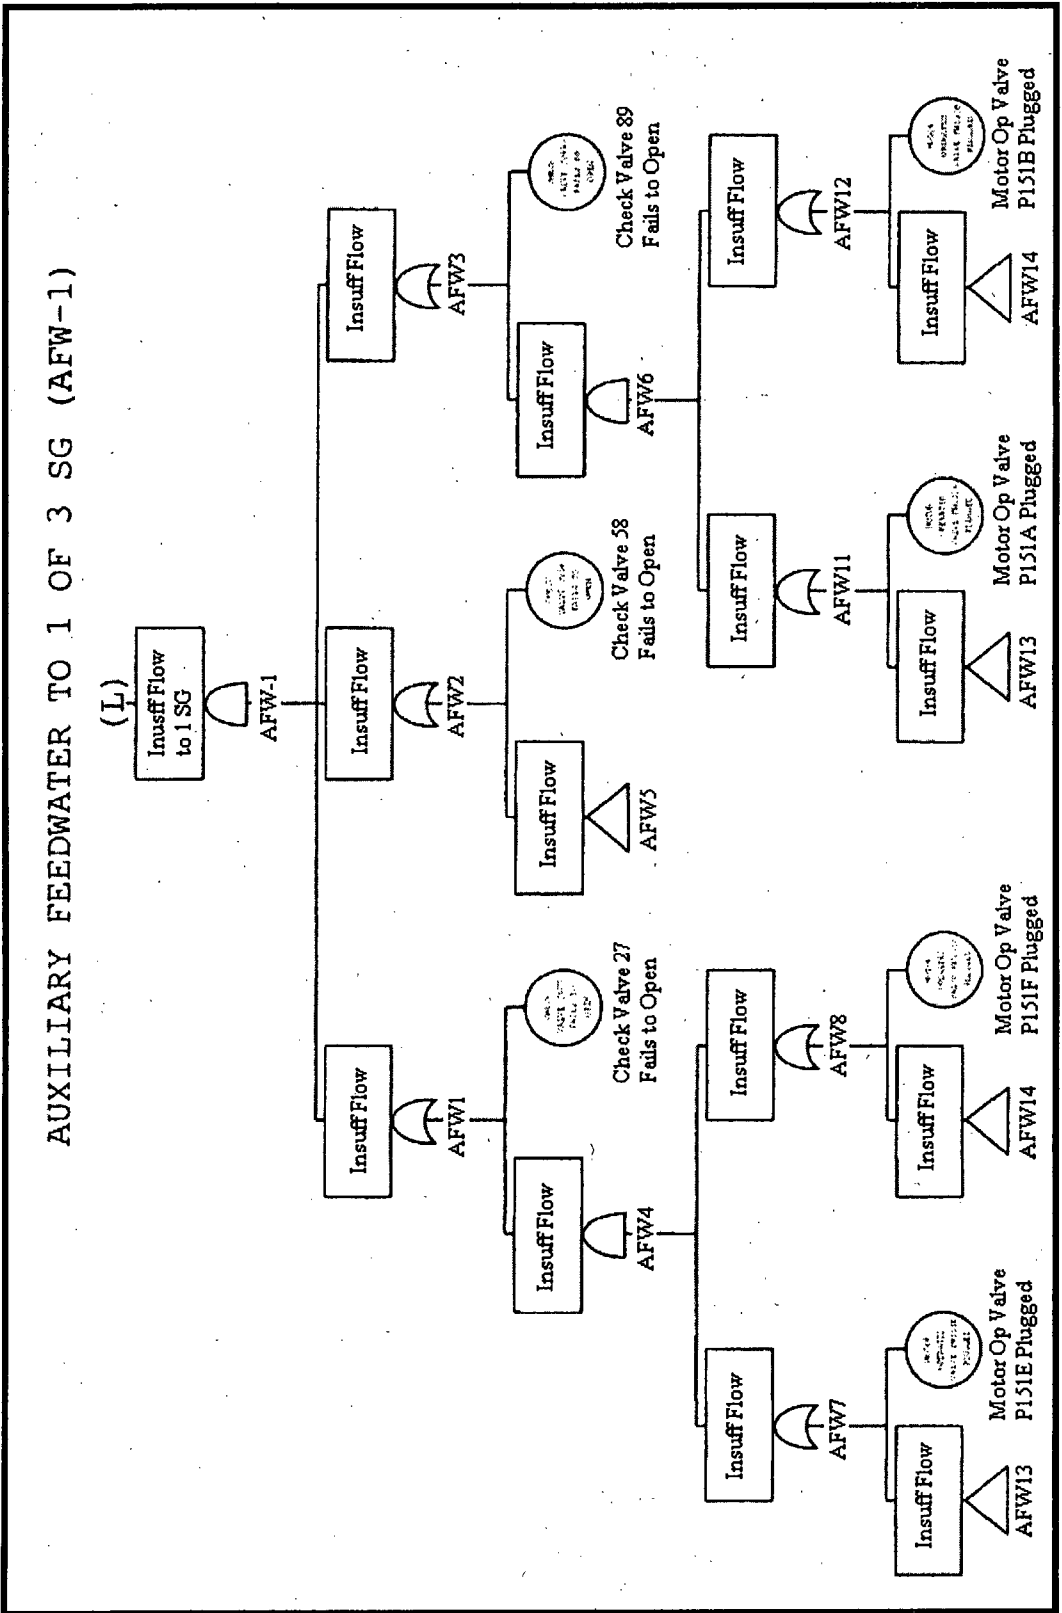 AUXILIARY FEEDWATER TO 1 OF 3 SG (AFW-1)
(L)
Inusff Flow
to 1 SG
AFW-1
Insuff Flow
AFW1
Insuff Flow
AFW2
Insuff Flow
AFW3
Insuff Flow
AFW4
Check Valve 27
Fails to Open
Insuff Flow
AFW5
Check Valve 58
Fails to Open
Insuff Flow
AFW6
Check Valve 89
Fails to Open
Insuff Flow
AFW7
Insuff Flow
AFW8
Insuff Flow
AFW11
Insuff Flow
AFW12
Insuff Flow
AFW13
Motor Op Valve
P151E Plugged
Insuff Flow
AFW14
Motor Op Valve
P151F Plugged
Insuff Flow
AFW13
Motor Op Valve
P151A Plugged
Insuff Flow
AFW14
Motor Op Valve
P151B Plugged